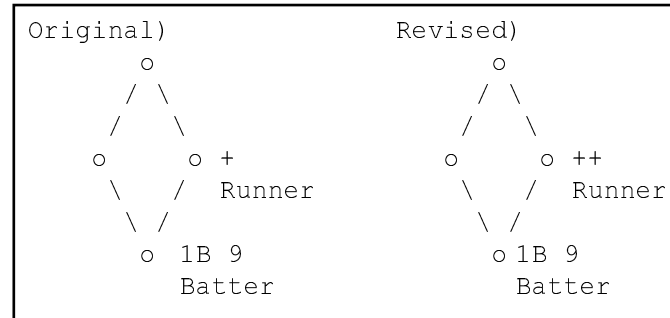 Original) Revised)
o o
/ \ / \
/ \ / \
o o + o o ++
\ / Runner \ / Runner
\ / \ /
o 1B 9 o 1B 9
Batter Batter